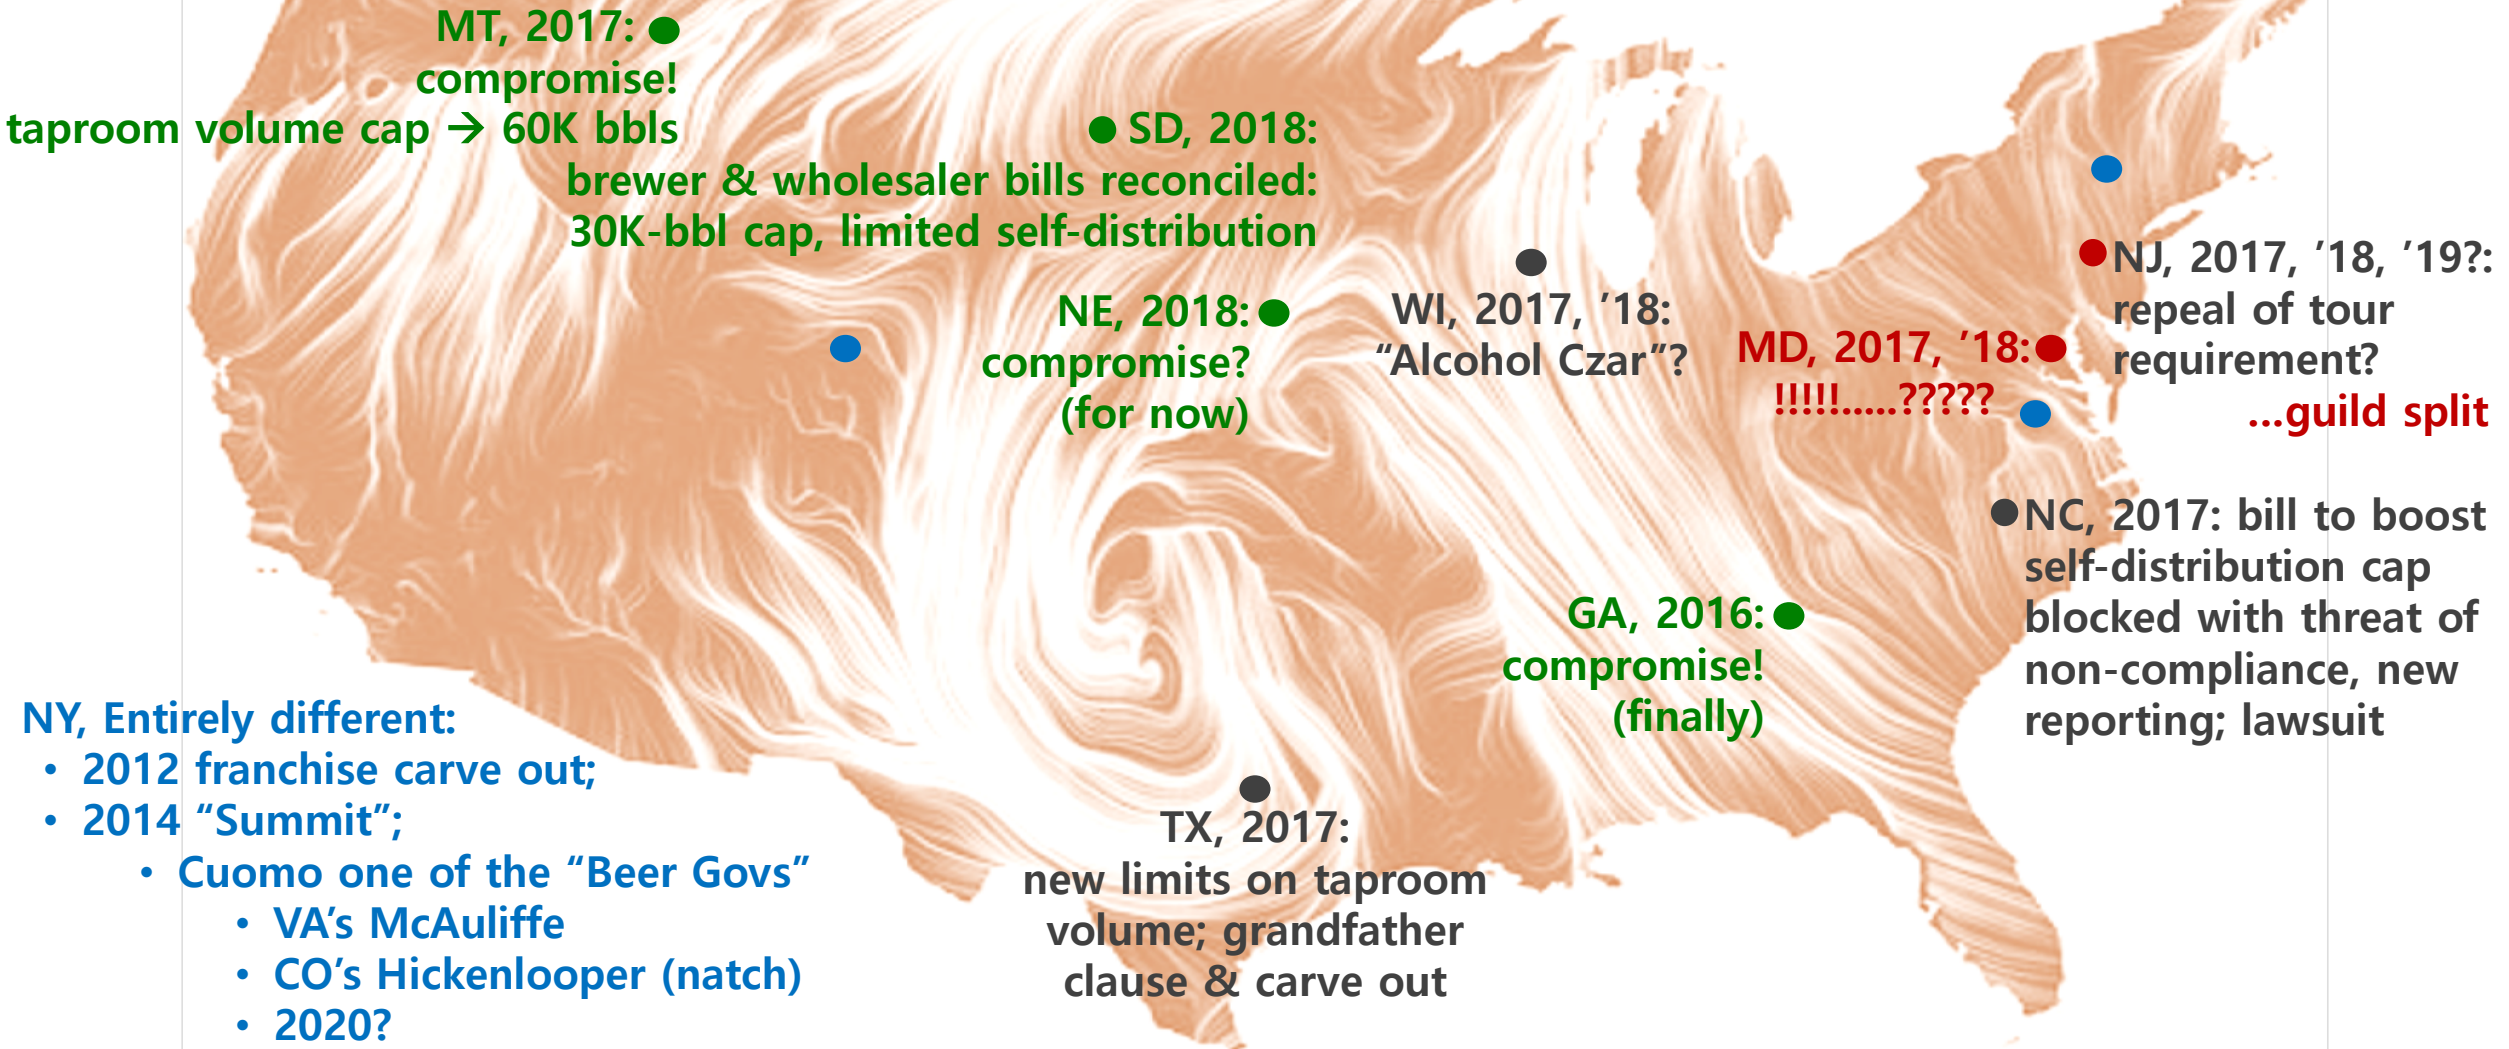 MT, 2017:
compromise!
taproom volume cap → 60K bbls
SD, 2018:
brewer & wholesaler bills reconciled:
30K-bbl cap, limited self-distribution
NE, 2018:
compromise?
(for now)
WI, 2017, ’18:
“Alcohol Czar”?
MD, 2017, ’18:
!!!!!.....?????
NJ, 2017, ’18, ’19?:
repeal of tour
requirement?
...guild split
NC, 2017: bill to boost
self-distribution cap
blocked with threat of
non-compliance, new
reporting; lawsuit
GA, 2016:
compromise!
(finally)
TX, 2017:
new limits on taproom
volume; grandfather
clause & carve out
NY, Entirely different:
• 2012 franchise carve out;
• 2014 “Summit”;
• Cuomo one of the “Beer Govs”
• VA’s McAuliffe
• CO’s Hickenlooper (natch)
• 2020?